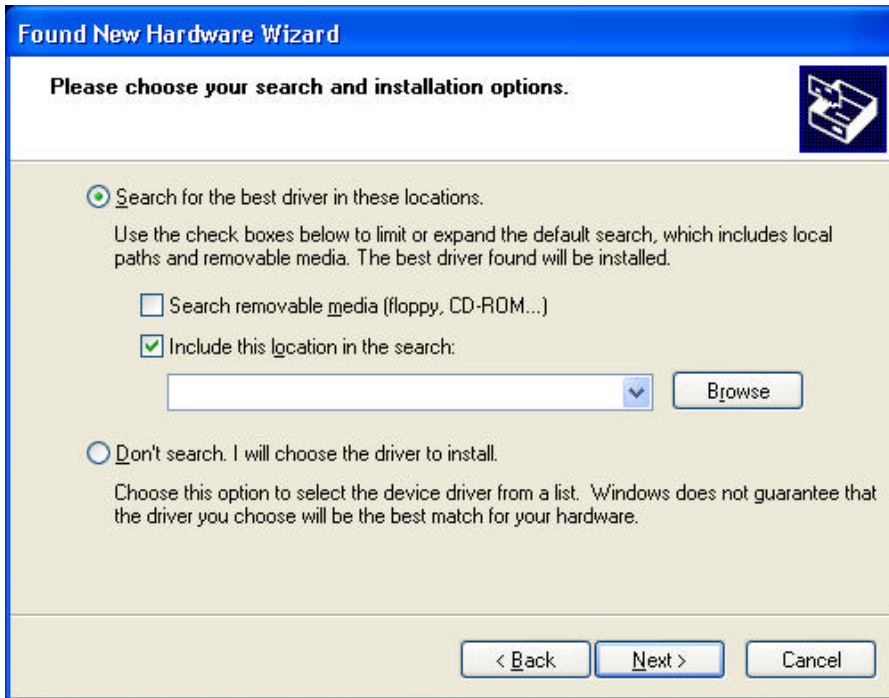 Found New Hardware Wizard
Please choose your search and installation options.
Search for the best driver in these locations.
Use the check boxes below to limit or expand the default search, which includes local
paths and removable media. The best driver found will be installed.
Search removable media (floppy, CD-ROM...)
Include this location in the search:
Browse
Don't search. I will choose the driver to install.
Choose this option to select the device driver from a list.  Windows does not guarantee that
the driver you choose will be the best match for your hardware.
< Back
Next >
Cancel